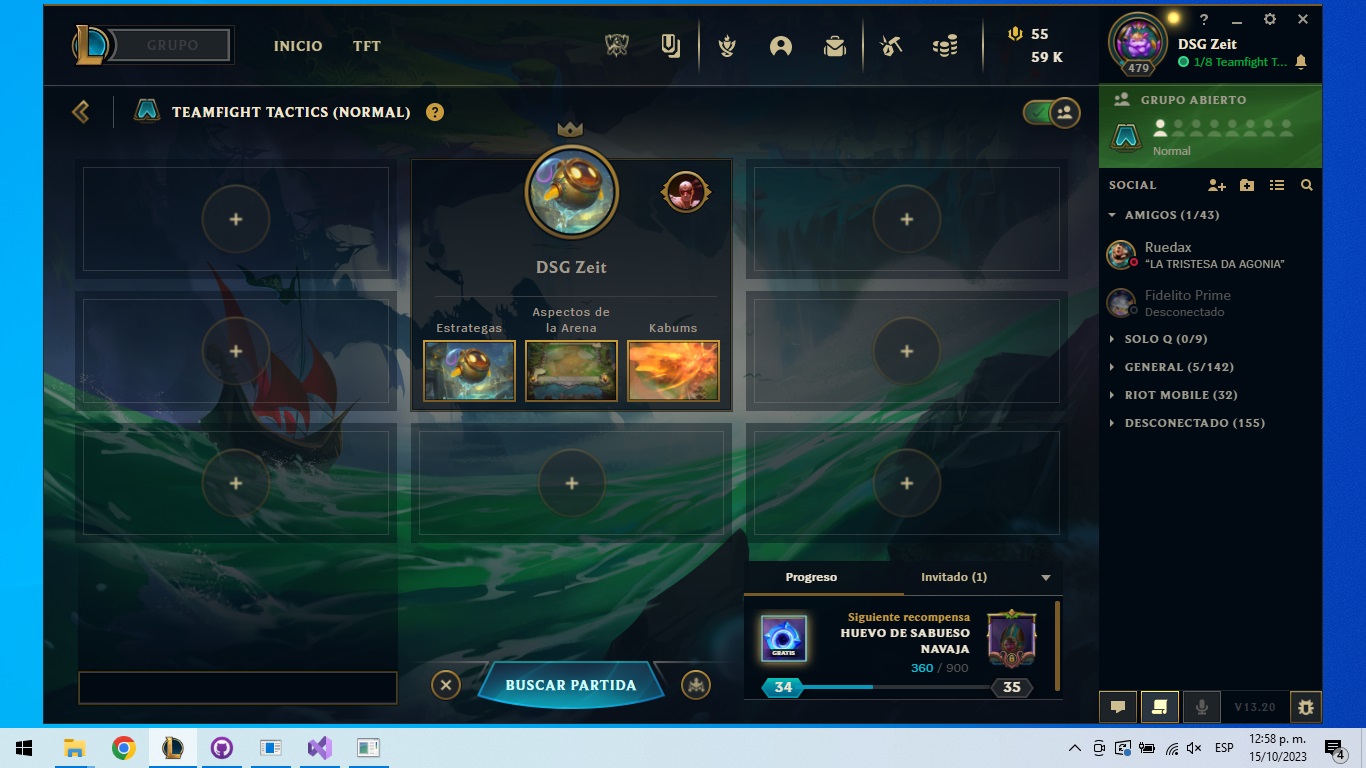 GRUPO
INICIO
TFT
55
59 K
?
DSG Zeit
479
1/8 Teamfight T...
TEAMFIGHT TACTICS (NORMAL)
?
GRUPO ABIERTO
Normal
SOCIAL
AMIGOS (1/43)
Ruedax
“LA TRISTESA DA AGONIA”
Fidelito Prime
Desconectado
SOLO Q (0/9)
GENERAL (5/142)
RIOT MOBILE (32)
DESCONECTADO (155)
DSG Zeit
Estrategas
Aspectos de
la Arena
Kabums
Progreso
Invitado (1)
Siguiente recompensa
HUEVO DE SABUESO
NAVAJA
360 / 900
GRATIS
34
35
BUSCAR PARTIDA
V13.20
ESP
12:58 p. m.
15/10/2023
4